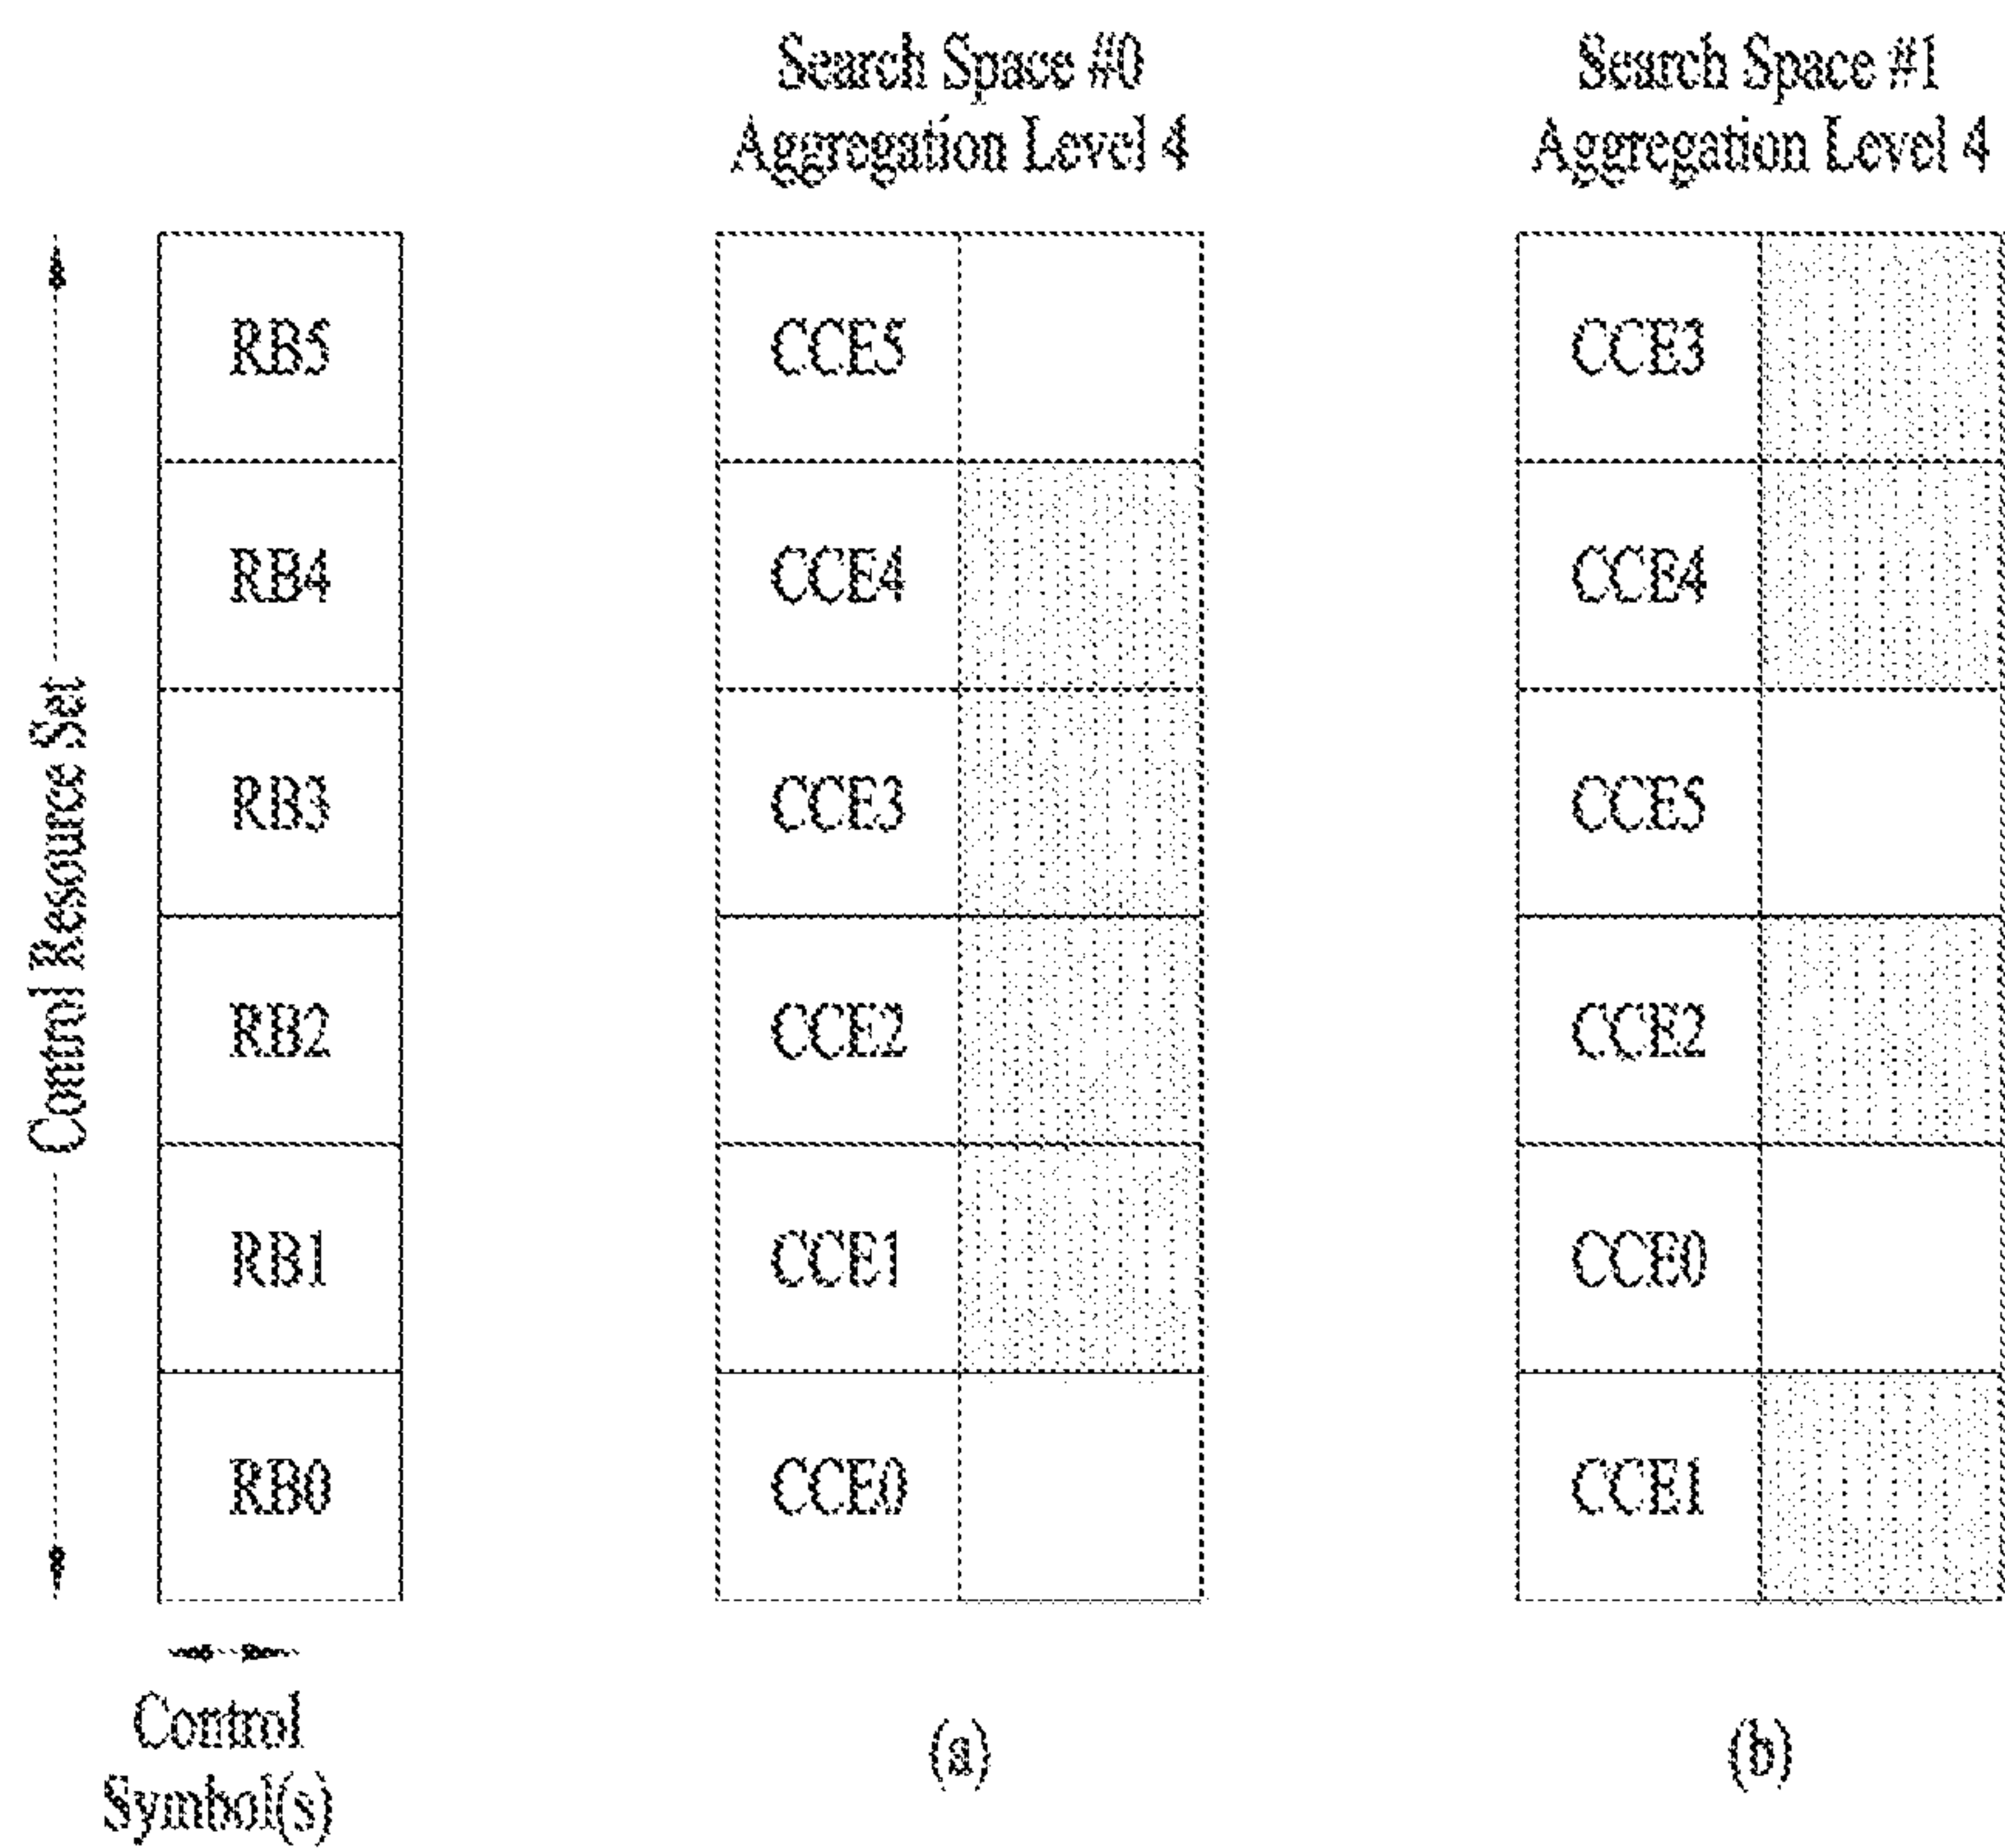 Search Space #0
Aggregation Level 4
Search Space #1
Aggregation Level 4
Control Resource Set
RB5
RB4
RB3
RB2
RB1
RB0
Control
Symbol(s)
CCE5
CCE4
CCE3
CCE2
CCE1
CCE0
(a)
CCE3
CCE4
CCE5
CCE2
CCE0
CCE1
(b)